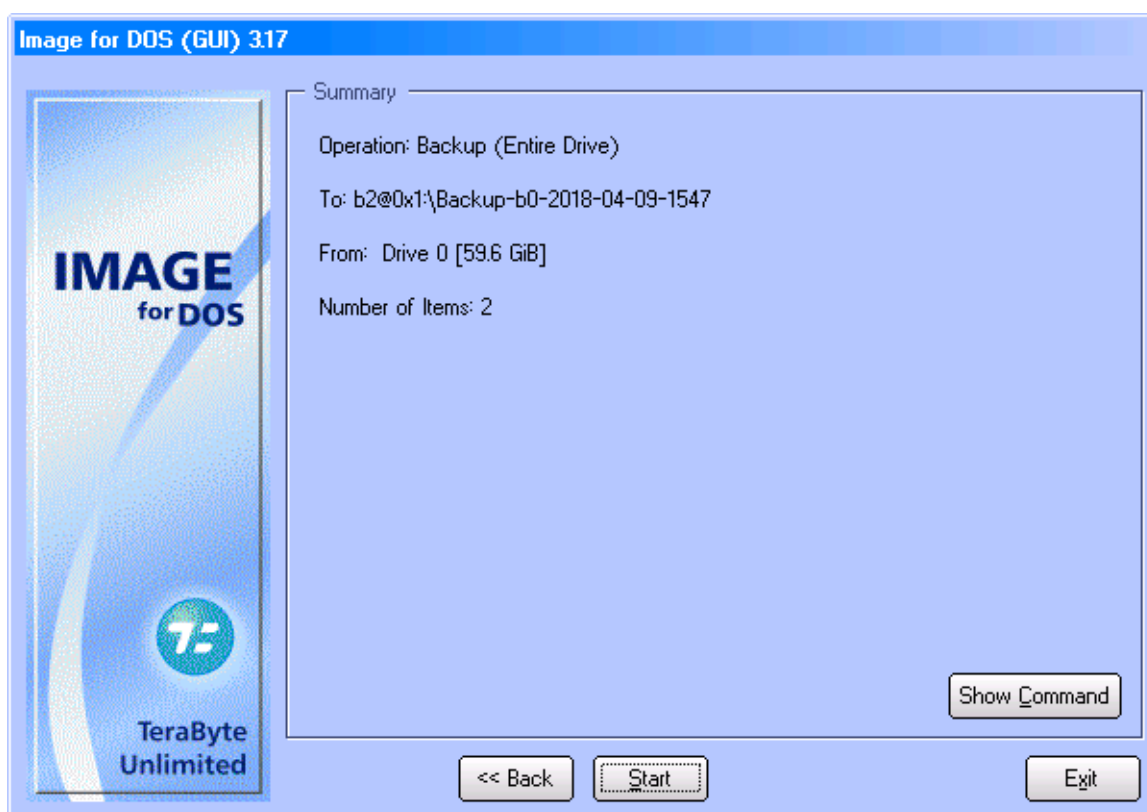 Image for DOS (GUI) 3.17
IMAGE
for DOS
TeraByte
Unlimited
Summary
Operation: Backup (Entire Drive)
To: b2@0x1:\Backup-b0-2018-04-09-1547
From: Drive 0 [59.6 GiB]
Number of Items: 2
Show Command
<< Back
Start
Exit